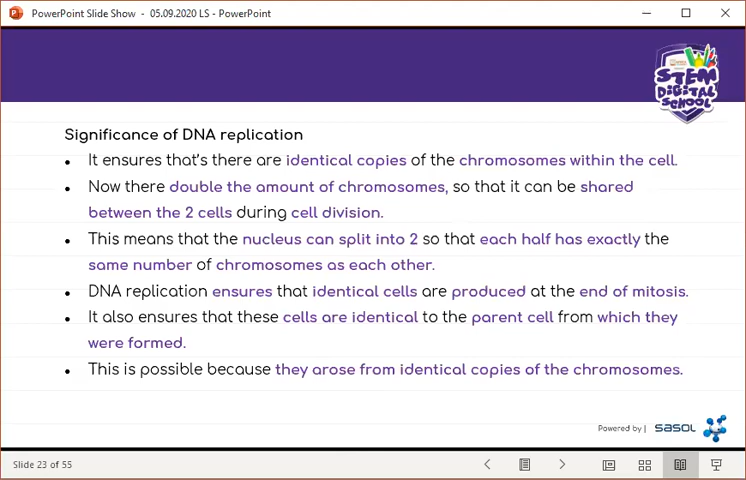 PowerPoint Slide Show - 05.09.2020 LS - PowerPoint
STEM
DIGITAL
SCHOOL
Significance of DNA replication
• It ensures that's there are identical copies of the chromosomes within the cell.
• Now there double the amount of chromosomes, so that it can be shared
between the 2 cells during cell division.
• This means that the nucleus can split into 2 so that each half has exactly the
same number of chromosomes as each other.
• DNA replication ensures that identical cells are produced at the end of mitosis.
• It also ensures that these cells are identical to the parent cell from which they
were formed.
• This is possible because they arose from identical copies of the chromosomes.
Powered by | sasol
Slide 23 of 55